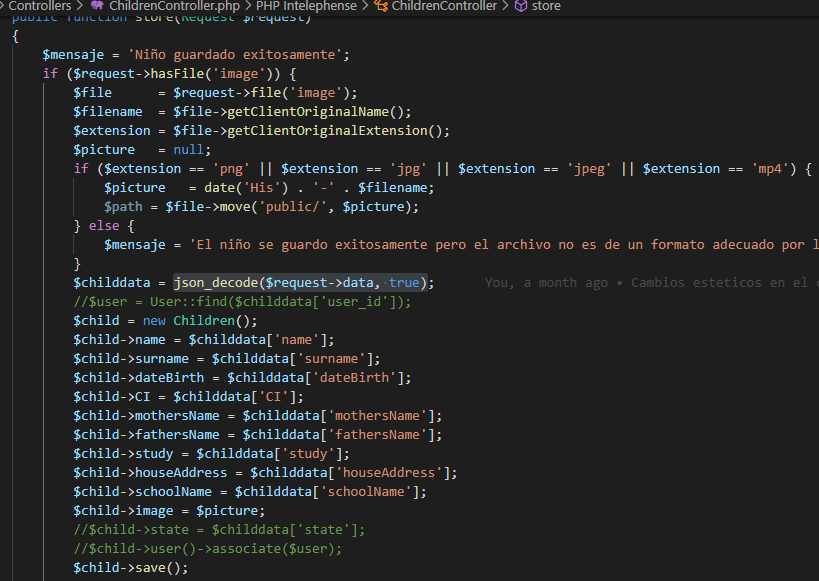 Controllers > ChildrenController.php > PHP Intelephense > ChildrenController > store
public function store(Request $request)
{
$mensaje = 'Niño guardado exitosamente';
if ($request->hasFile('image')) {
$file = $request->file('image');
$filename = $file->getClientOriginalName();
$extension = $file->getClientOriginalExtension();
$picture = null;
if ($extension == 'png' || $extension == 'jpg' || $extension == 'jpeg' || $extension == 'mp4') {
$picture = date('His') . '-' . $filename;
$path = $file->move('public/', $picture);
} else {
$mensaje = 'El niño se guardo exitosamente pero el archivo no es de un formato adecuado por l
}
$childdata = json_decode($request->data, true); You, a month ago • Cambios esteticos en el
//$user = User::find($childdata['user_id']);
$child = new Children();
$child->name = $childdata['name'];
$child->surname = $childdata['surname'];
$child->dateBirth = $childdata['dateBirth'];
$child->CI = $childdata['CI'];
$child->mothersName = $childdata['mothersName'];
$child->fathersName = $childdata['fathersName'];
$child->study = $childdata['study'];
$child->houseAddress = $childdata['houseAddress'];
$child->schoolName = $childdata['schoolName'];
$child->image = $picture;
//$child->state = $childdata['state'];
//$child->user()->associate($user);
$child->save();